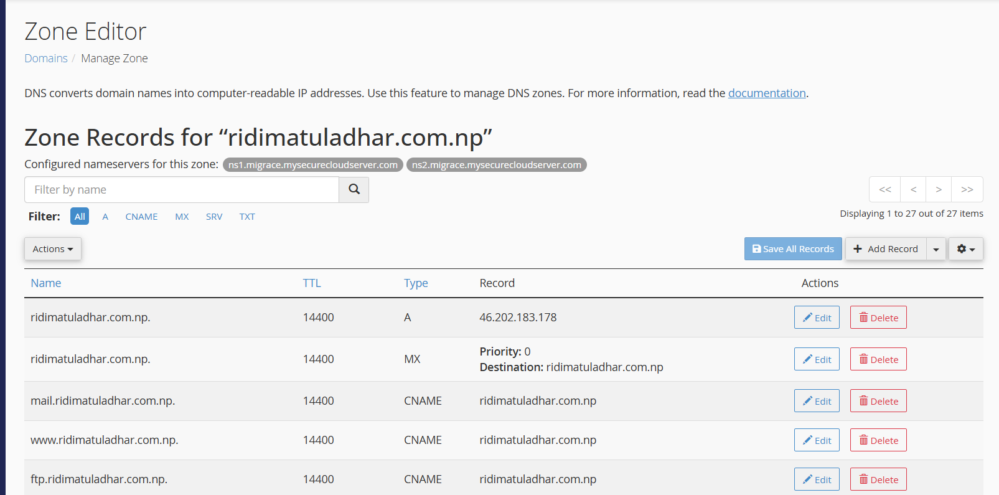 Zone Editor
Domains / Manage Zone
DNS converts domain names into computer-readable IP addresses. Use this feature to manage DNS zones. For more information, read the documentation.
Zone Records for “ridimatuladhar.com.np”
Configured nameservers for this zone: ns1.migrace.mysecurecloudserver.com ns2.migrace.mysecurecloudserver.com
Filter by name
<< < > >>
Filter: All A CNAME MX SRV TXT
Displaying 1 to 27 out of 27 items
Actions
Save All Records
Add Record
Name TTL Type Record Actions
ridimatuladhar.com.np. 14400 A 46.202.183.178 Edit Delete
ridimatuladhar.com.np. 14400 MX Priority: 0
Destination: ridimatuladhar.com.np Edit Delete
mail.ridimatuladhar.com.np. 14400 CNAME ridimatuladhar.com.np Edit Delete
www.ridimatuladhar.com.np. 14400 CNAME ridimatuladhar.com.np Edit Delete
ftp.ridimatuladhar.com.np. 14400 CNAME ridimatuladhar.com.np Edit Delete